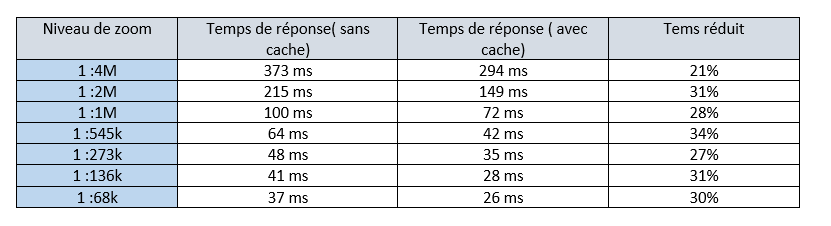 Niveau de zoom Temps de réponse( sans cache) Temps de réponse ( avec cache) Tems réduit
1 :4M 373 ms 294 ms 21%
1 :2M 215 ms 149 ms 31%
1 :1M 100 ms 72 ms 28%
1 :545k 64 ms 42 ms 34%
1 :273k 48 ms 35 ms 27%
1 :136k 41 ms 28 ms 31%
1 :68k 37 ms 26 ms 30%